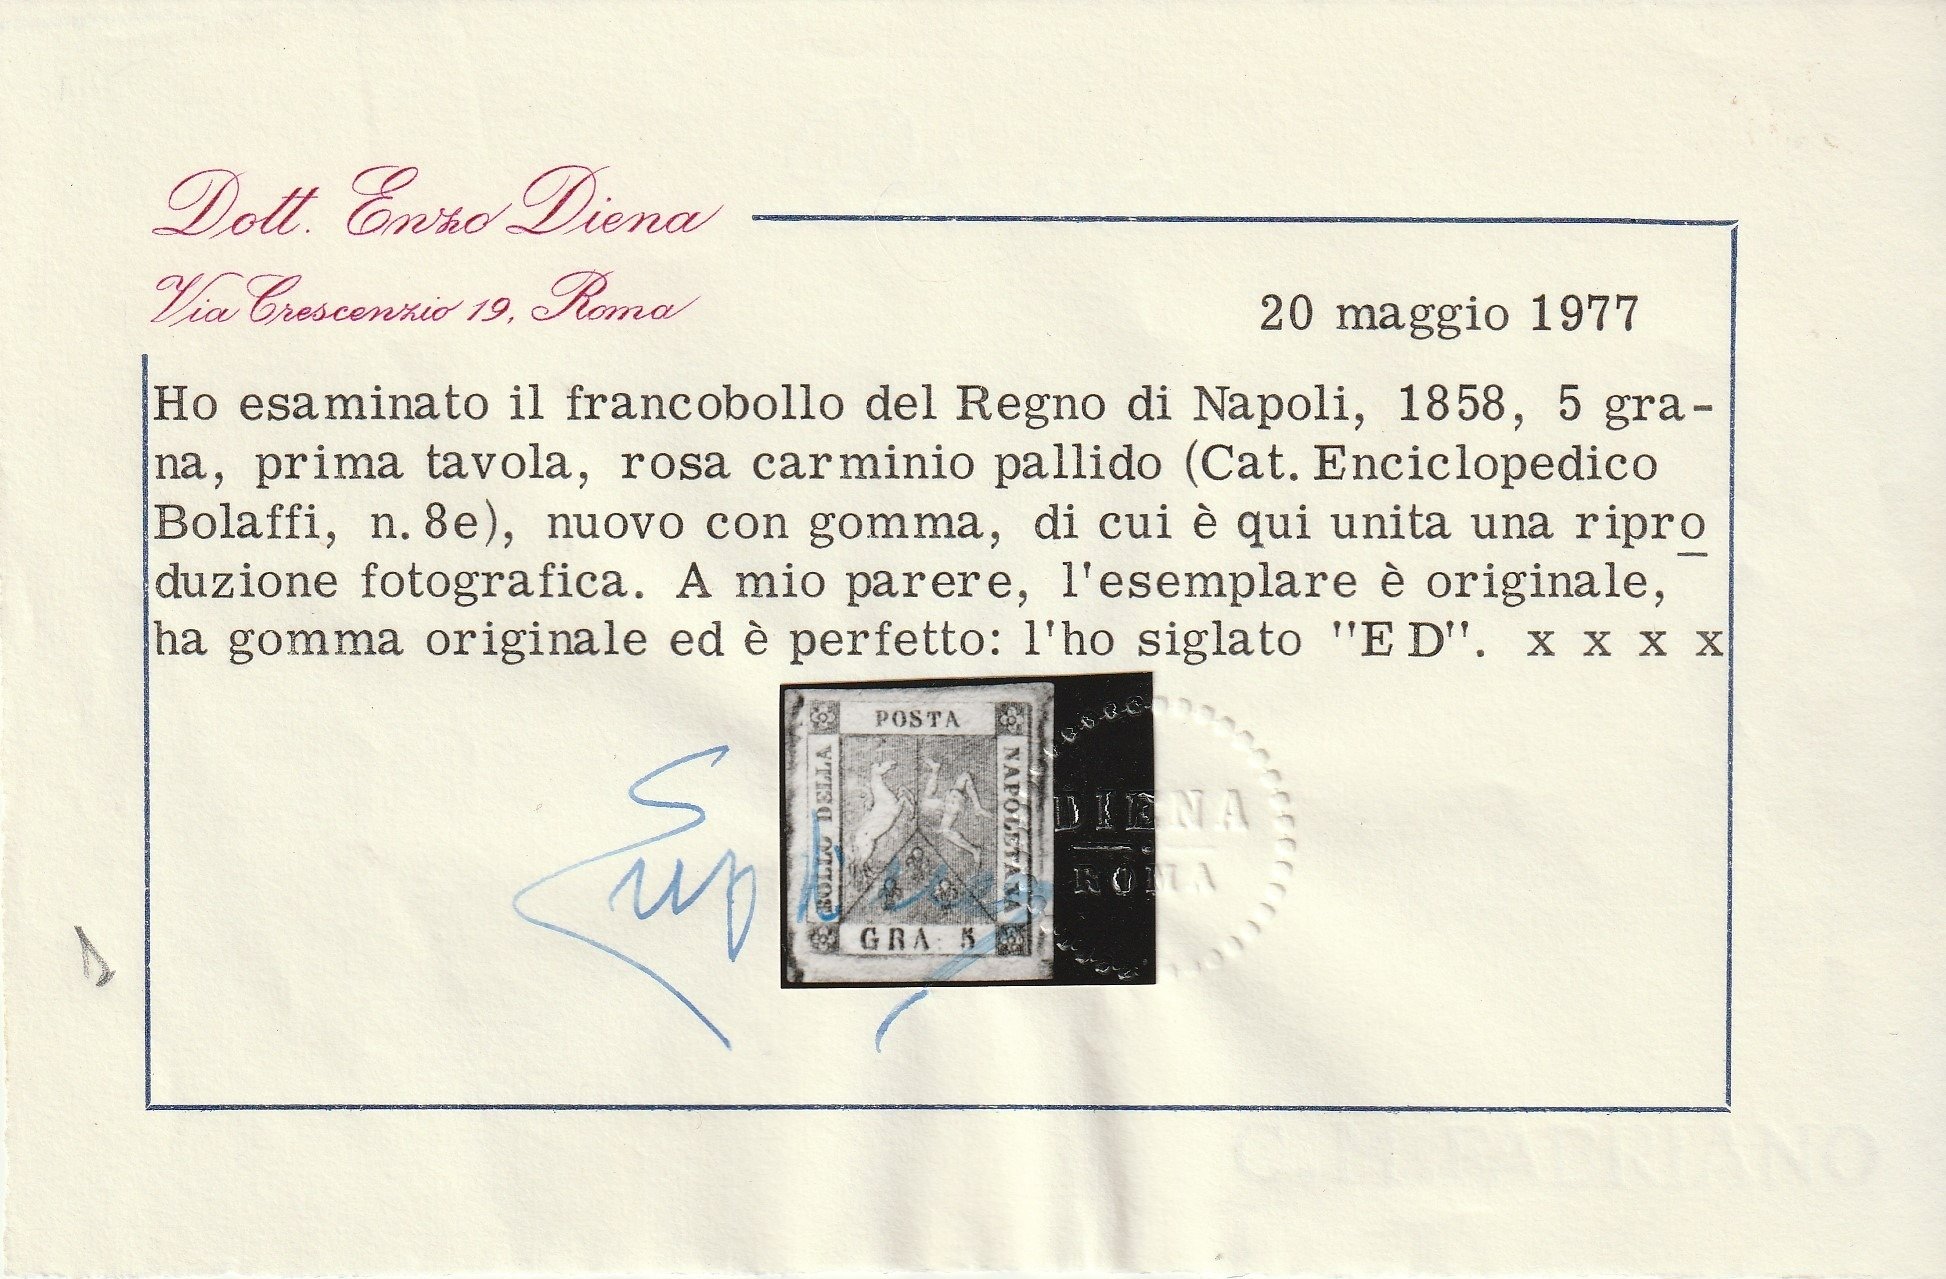 Dott. Enzo Diena
Via Crescenzio 19, Roma
20 maggio 1977
Ho esaminato il francobollo del Regno di Napoli, 1858, 5 gra-
na, prima tavola, rosa carminio pallido (Cat. Enciclopedico
Bolaffi, n. 8e), nuovo con gomma, di cui è qui unita una ripro
duzione fotografica. A mio parere, l'esemplare è originale,
ha gomma originale ed è perfetto: l'ho siglato "E D". x x x x
POSTA
BOLLO DELLA
NAPOLETANA
GRA 5
DIENA
ROMA